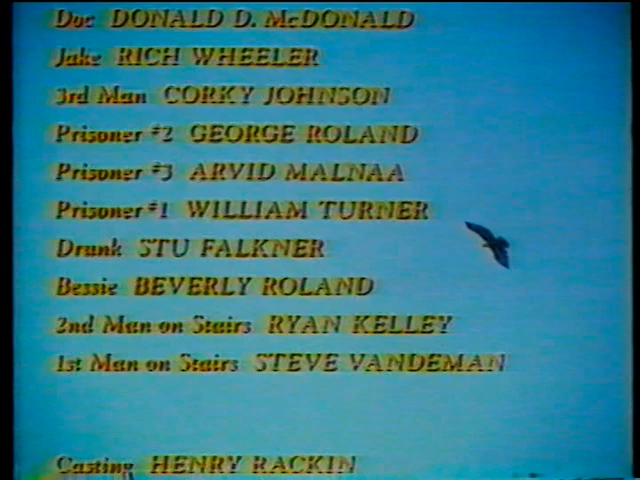 Doc DONALD D. McDONALD
Jake RICH WHEELER
3rd Man CORKY JOHNSON
Prisoner #2 GEORGE ROLAND
Prisoner #3 ARVID MALNAA
Prisoner #1 WILLIAM TURNER
Drunk STU FALKNER
Bessie BEVERLY ROLAND
2nd Man on Stairs RYAN KELLEY
1st Man on Stairs STEVE VANDEMAN
Casting HENRY RACKIN